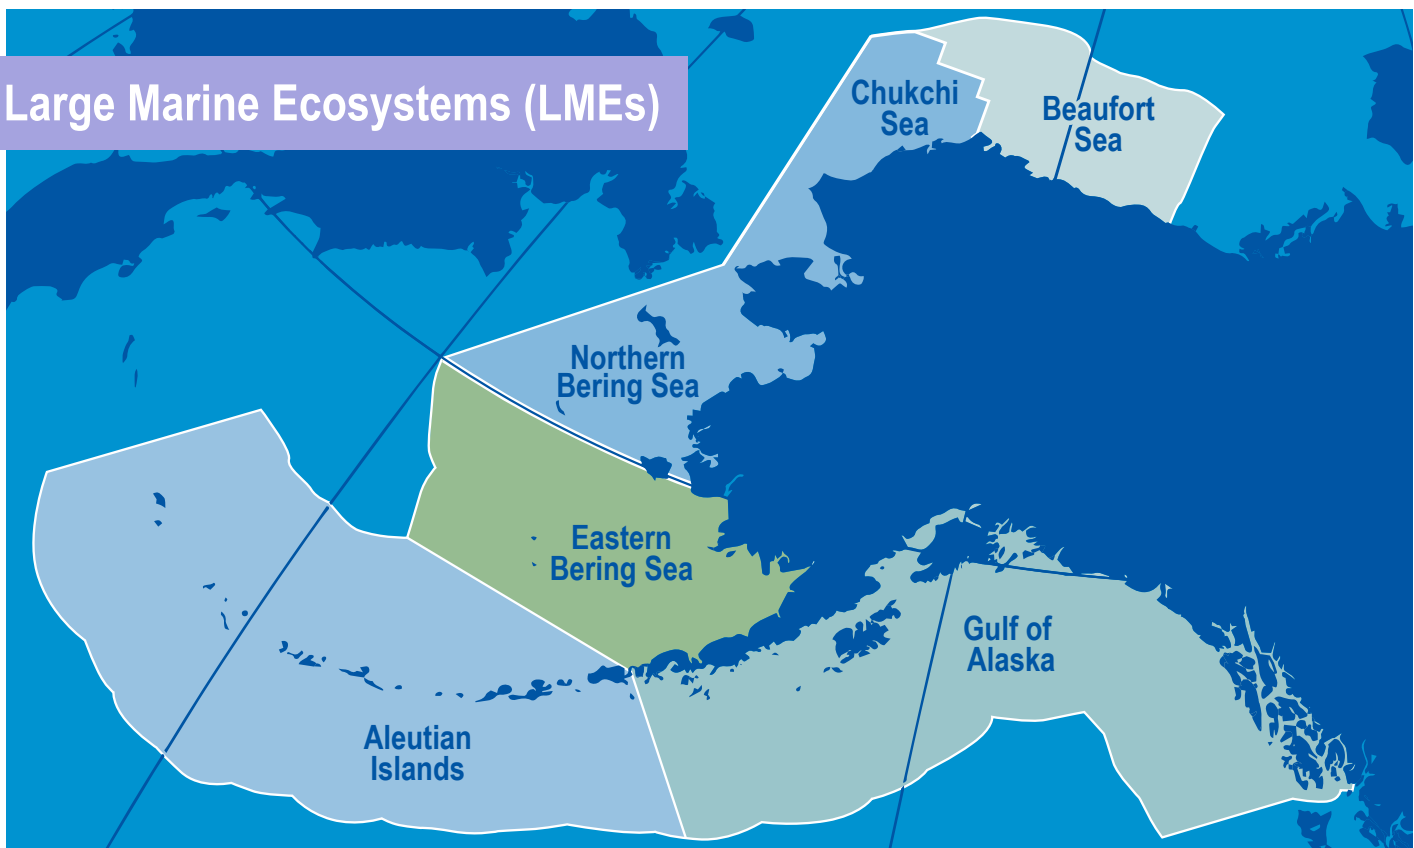 Large Marine Ecosystems (LMEs)
Chukchi
Sea
Beaufort
Sea
Northern
Bering Sea
Eastern
Bering Sea
Gulf of
Alaska
Aleutian
Islands